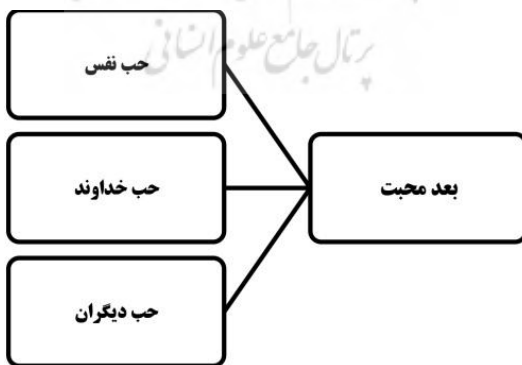 پرتال جامع علوم انسانی
حب نفس
بعد محبت
حب خداوند
حب دیگران